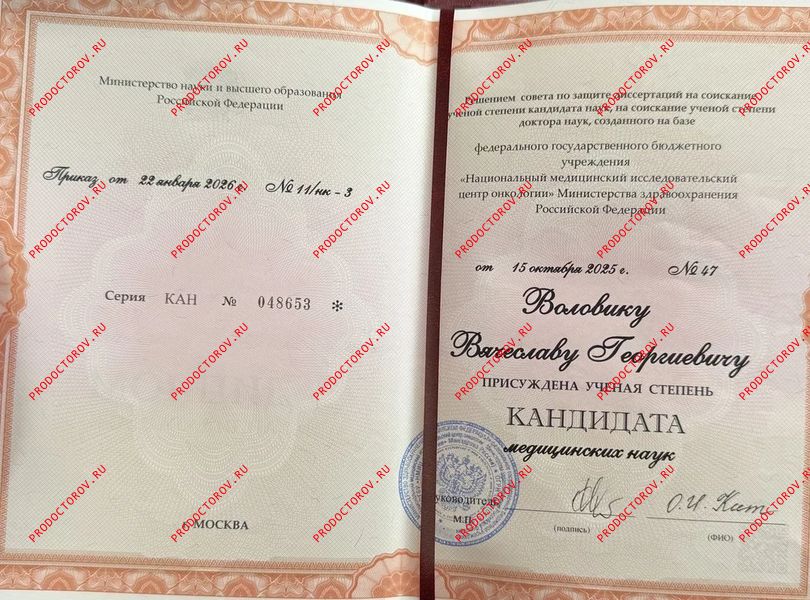 Министерство науки и высшего образования
Российской Федерации
Приказ от 22 января 2026 г. № 11/нк - 3
Серия КАН № 048653 *
Г. МОСКВА
Решением совета по защите диссертаций на соискание
ученой степени кандидата наук, на соискание ученой степени
доктора наук, созданного на базе
федерального государственного бюджетного
учреждения
«Национальный медицинский исследовательский
центр онкологии» Министерства здравоохранения
Российской Федерации
от 15 октября 2025 г. № 47
Воловику
Вячеславу Георгиевичу
ПРИСУЖДЕНА УЧЕНАЯ СТЕПЕНЬ
КАНДИДАТА
медицинских наук
Руководитель
М.П.
О.И. Кит
(подпись) (ФИО)
PRODOCTOROV.RU